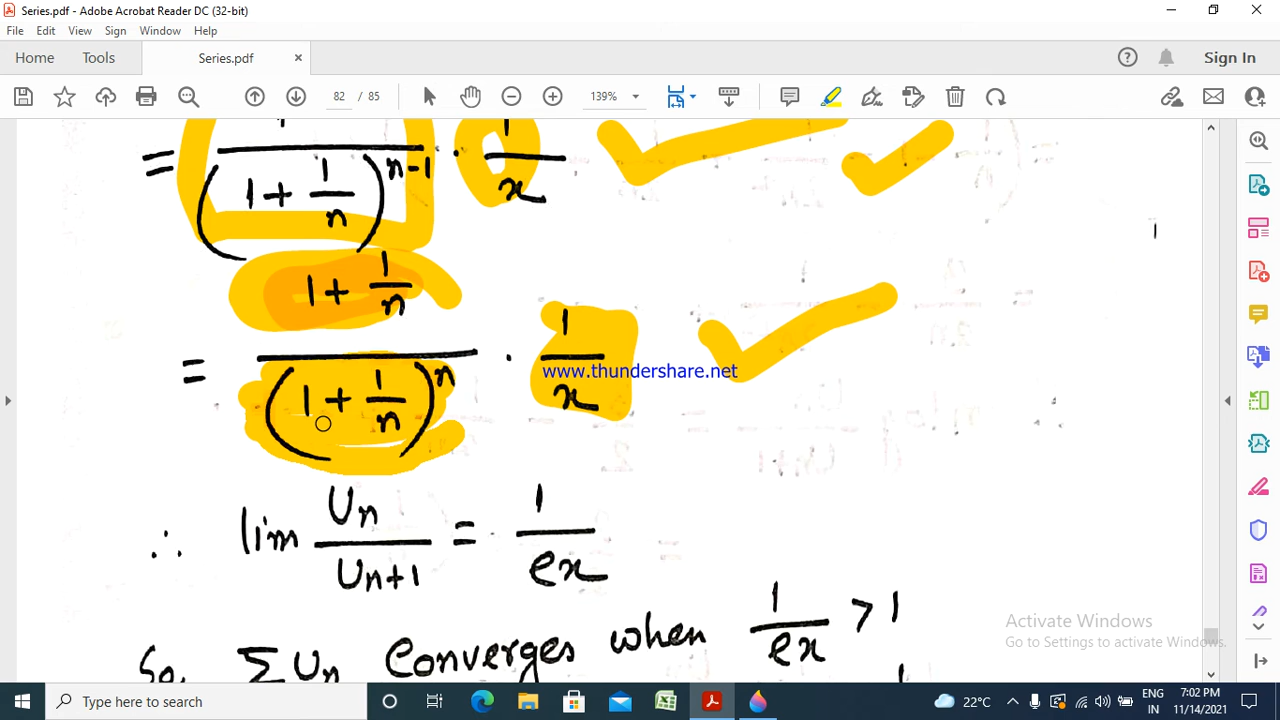 Series.pdf - Adobe Acrobat Reader DC (32-bit)
File Edit View Sign Window Help
Home Tools Series.pdf × Sign In
82 / 85 139%
= 1 / (1 + 1/n)^n-1 · 1/x
= 1 + 1/n / (1 + 1/n)^n · 1/x
www.thundershare.net
∴ lim Un / Un+1 = 1 / ex
So ΣUn Converges when 1 / ex > 1
Activate Windows
Go to Settings to activate Windows.
Type here to search
22°C ENG IN 7:02 PM 11/14/2021